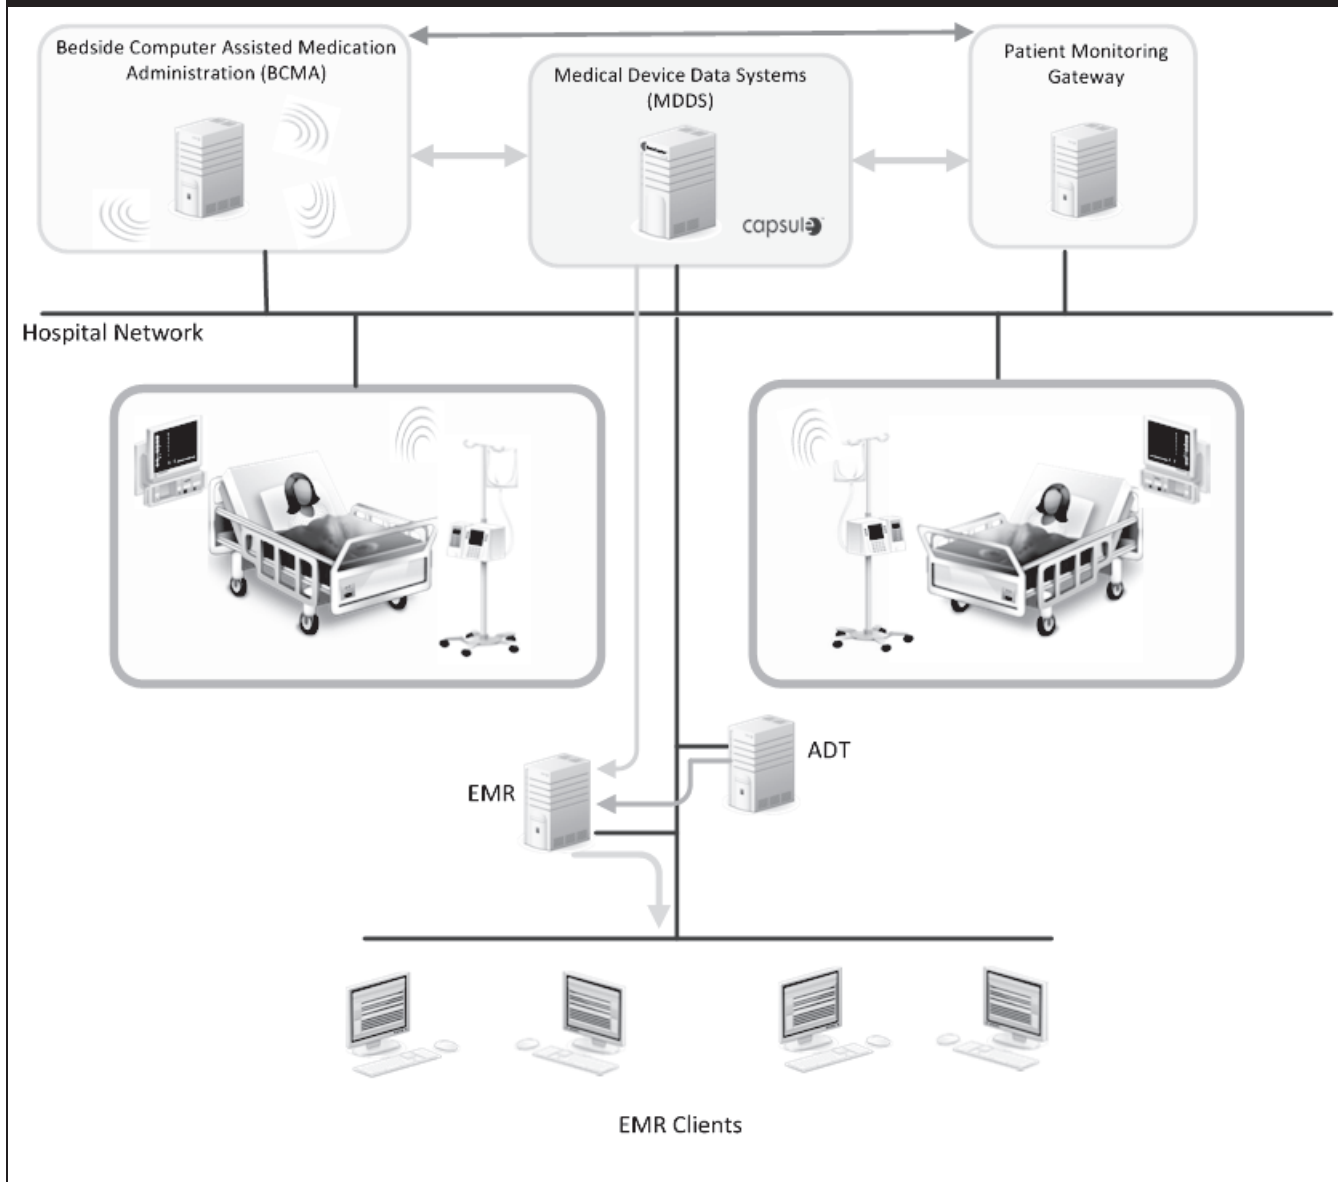 Bedside Computer Assisted Medication
Administration (BCMA)
Medical Device Data Systems
(MDDS)
Patient Monitoring
Gateway
capsule
Hospital Network
ADT
EMR
EMR Clients